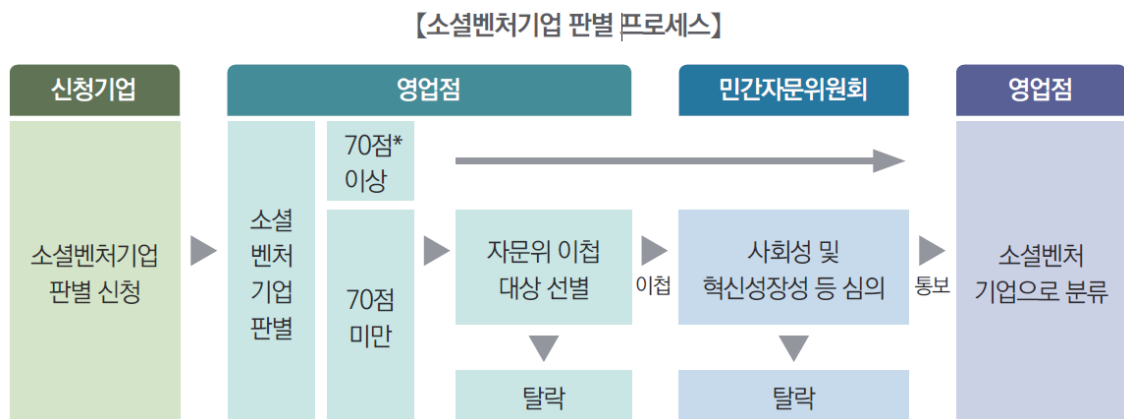 【소셜벤처기업 판별 프로세스】
신청기업
영업점
민간자문위원회
영업점
소셜벤처기업
판별 신청
소셜
벤처
기업
판별
70점*
이상
70점
미만
자문위 이첩
대상 선별
탈락
이첩
사회성 및
혁신성장성 등 심의
탈락
통보
소셜벤처
기업으로 분류